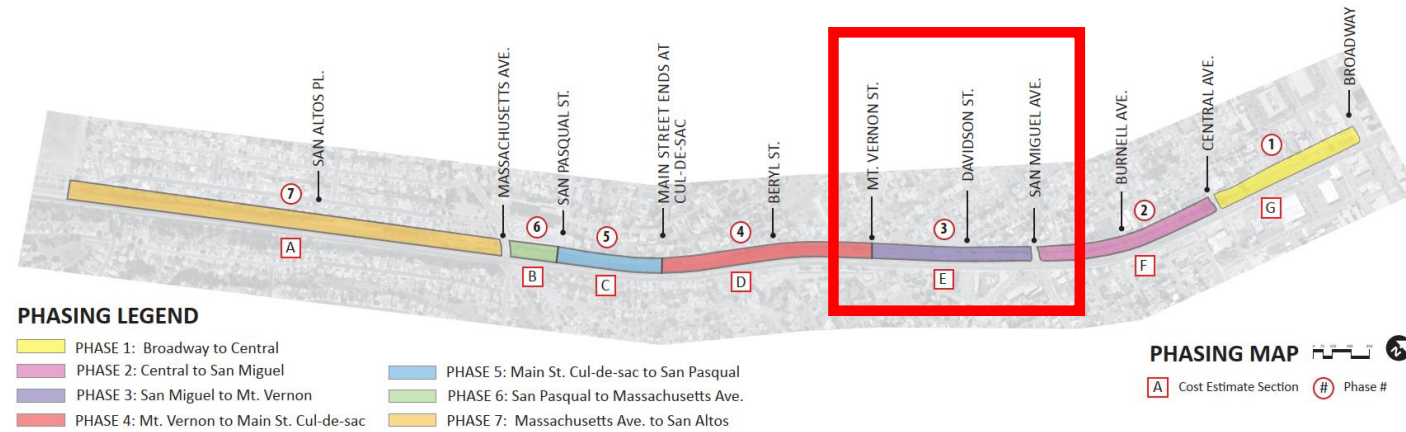 SAN ALTOS PL.
MASSACHUSETTS AVE.
SAN PASQUAL ST.
MAIN STREET ENDS AT
CUL-DE-SAC
BERYL ST.
MT. VERNON ST.
DAVIDSON ST.
SAN MIGUEL AVE.
BURNELL AVE.
CENTRAL AVE.
BROADWAY
7
6
5
4
3
2
1
A
B
C
D
E
F
G
PHASING LEGEND
PHASE 1: Broadway to Central
PHASE 2: Central to San Miguel
PHASE 3: San Miguel to Mt. Vernon
PHASE 4: Mt. Vernon to Main St. Cul-de-sac
PHASE 5: Main St. Cul-de-sac to San Pasqual
PHASE 6: San Pasqual to Massachusetts Ave.
PHASE 7: Massachusetts Ave. to San Altos
PHASING MAP
N
A Cost Estimate Section # Phase #